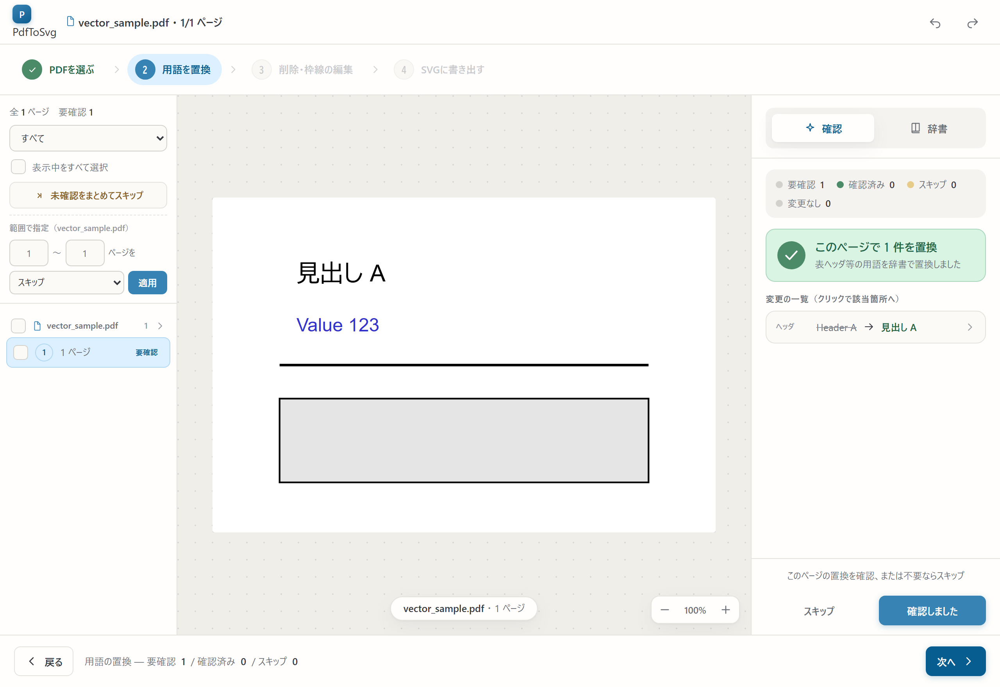 P
PdfToSvg
vector_sample.pdf・1/1 ページ
PDFを選ぶ
2 用語を置換
3 削除・枠線の編集
4 SVGに書き出す
全 1 ページ 要確認 1
すべて
表示中をすべて選択
未確認をまとめてスキップ
範囲で指定（vector_sample.pdf）
1 ～ 1 ページを
スキップ 適用
vector_sample.pdf 1
1 1 ページ 要確認
見出し A
Value 123
vector_sample.pdf・1 ページ
100%
確認 辞書
要確認 1 確認済み 0 スキップ 0
変更なし 0
このページで 1 件を置換
表ヘッダ等の用語を辞書で置換しました
変更の一覧（クリックで該当箇所へ）
ヘッダ Header A → 見出し A
このページの置換を確認、または不要ならスキップ
スキップ 確認しました
戻る 用語の置換 — 要確認 1 / 確認済み 0 / スキップ 0
次へ